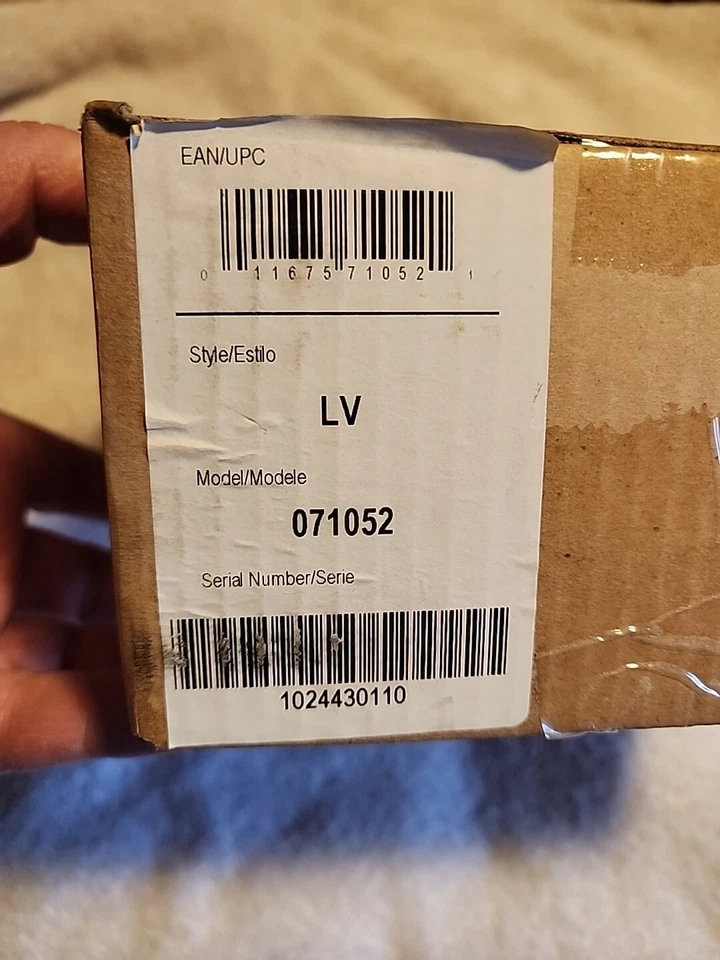 EAN/UPC
0 11675 71052 1
Style/Estilo
LV
Model/Modele
071052
Serial Number/Serie
1024430110